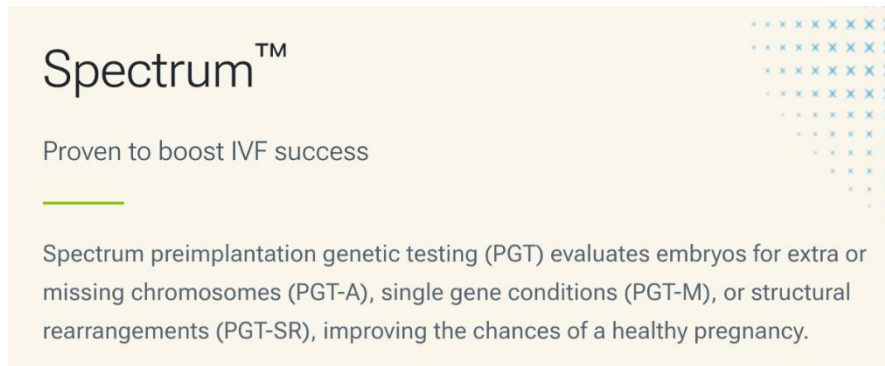 Spectrum™
Proven to boost IVF success
Spectrum preimplantation genetic testing (PGT) evaluates embryos for extra or
missing chromosomes (PGT-A), single gene conditions (PGT-M), or structural
rearrangements (PGT-SR), improving the chances of a healthy pregnancy.